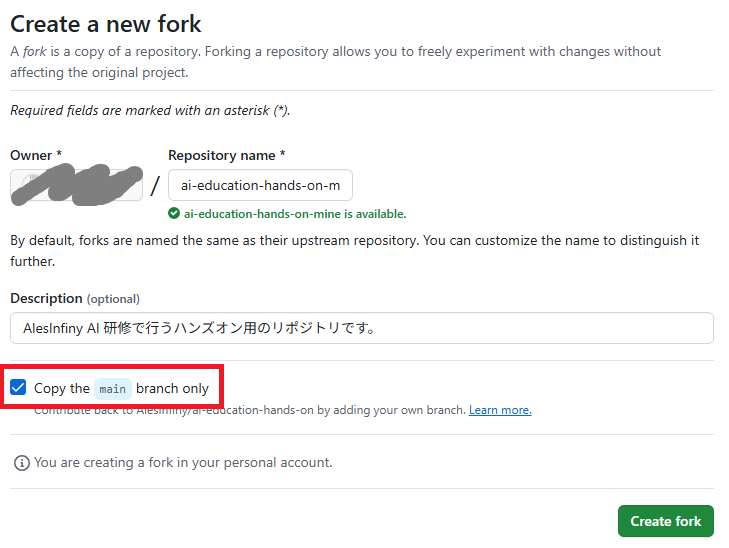 Create a new fork
A fork is a copy of a repository. Forking a repository allows you to freely experiment with changes without
affecting the original project.
Required fields are marked with an asterisk (*).
Owner *
Repository name *
/
ai-education-hands-on-m
ai-education-hands-on-mine is available.
By default, forks are named the same as their upstream repository. You can customize the name to distinguish it
further.
Description (optional)
AlesInfiny AI 研修で行うハンズオン用のリポジトリです。
Copy the main branch only
Contribute back to AlesInfiny/ai-education-hands-on by adding your own branch. Learn more.
You are creating a fork in your personal account.
Create fork